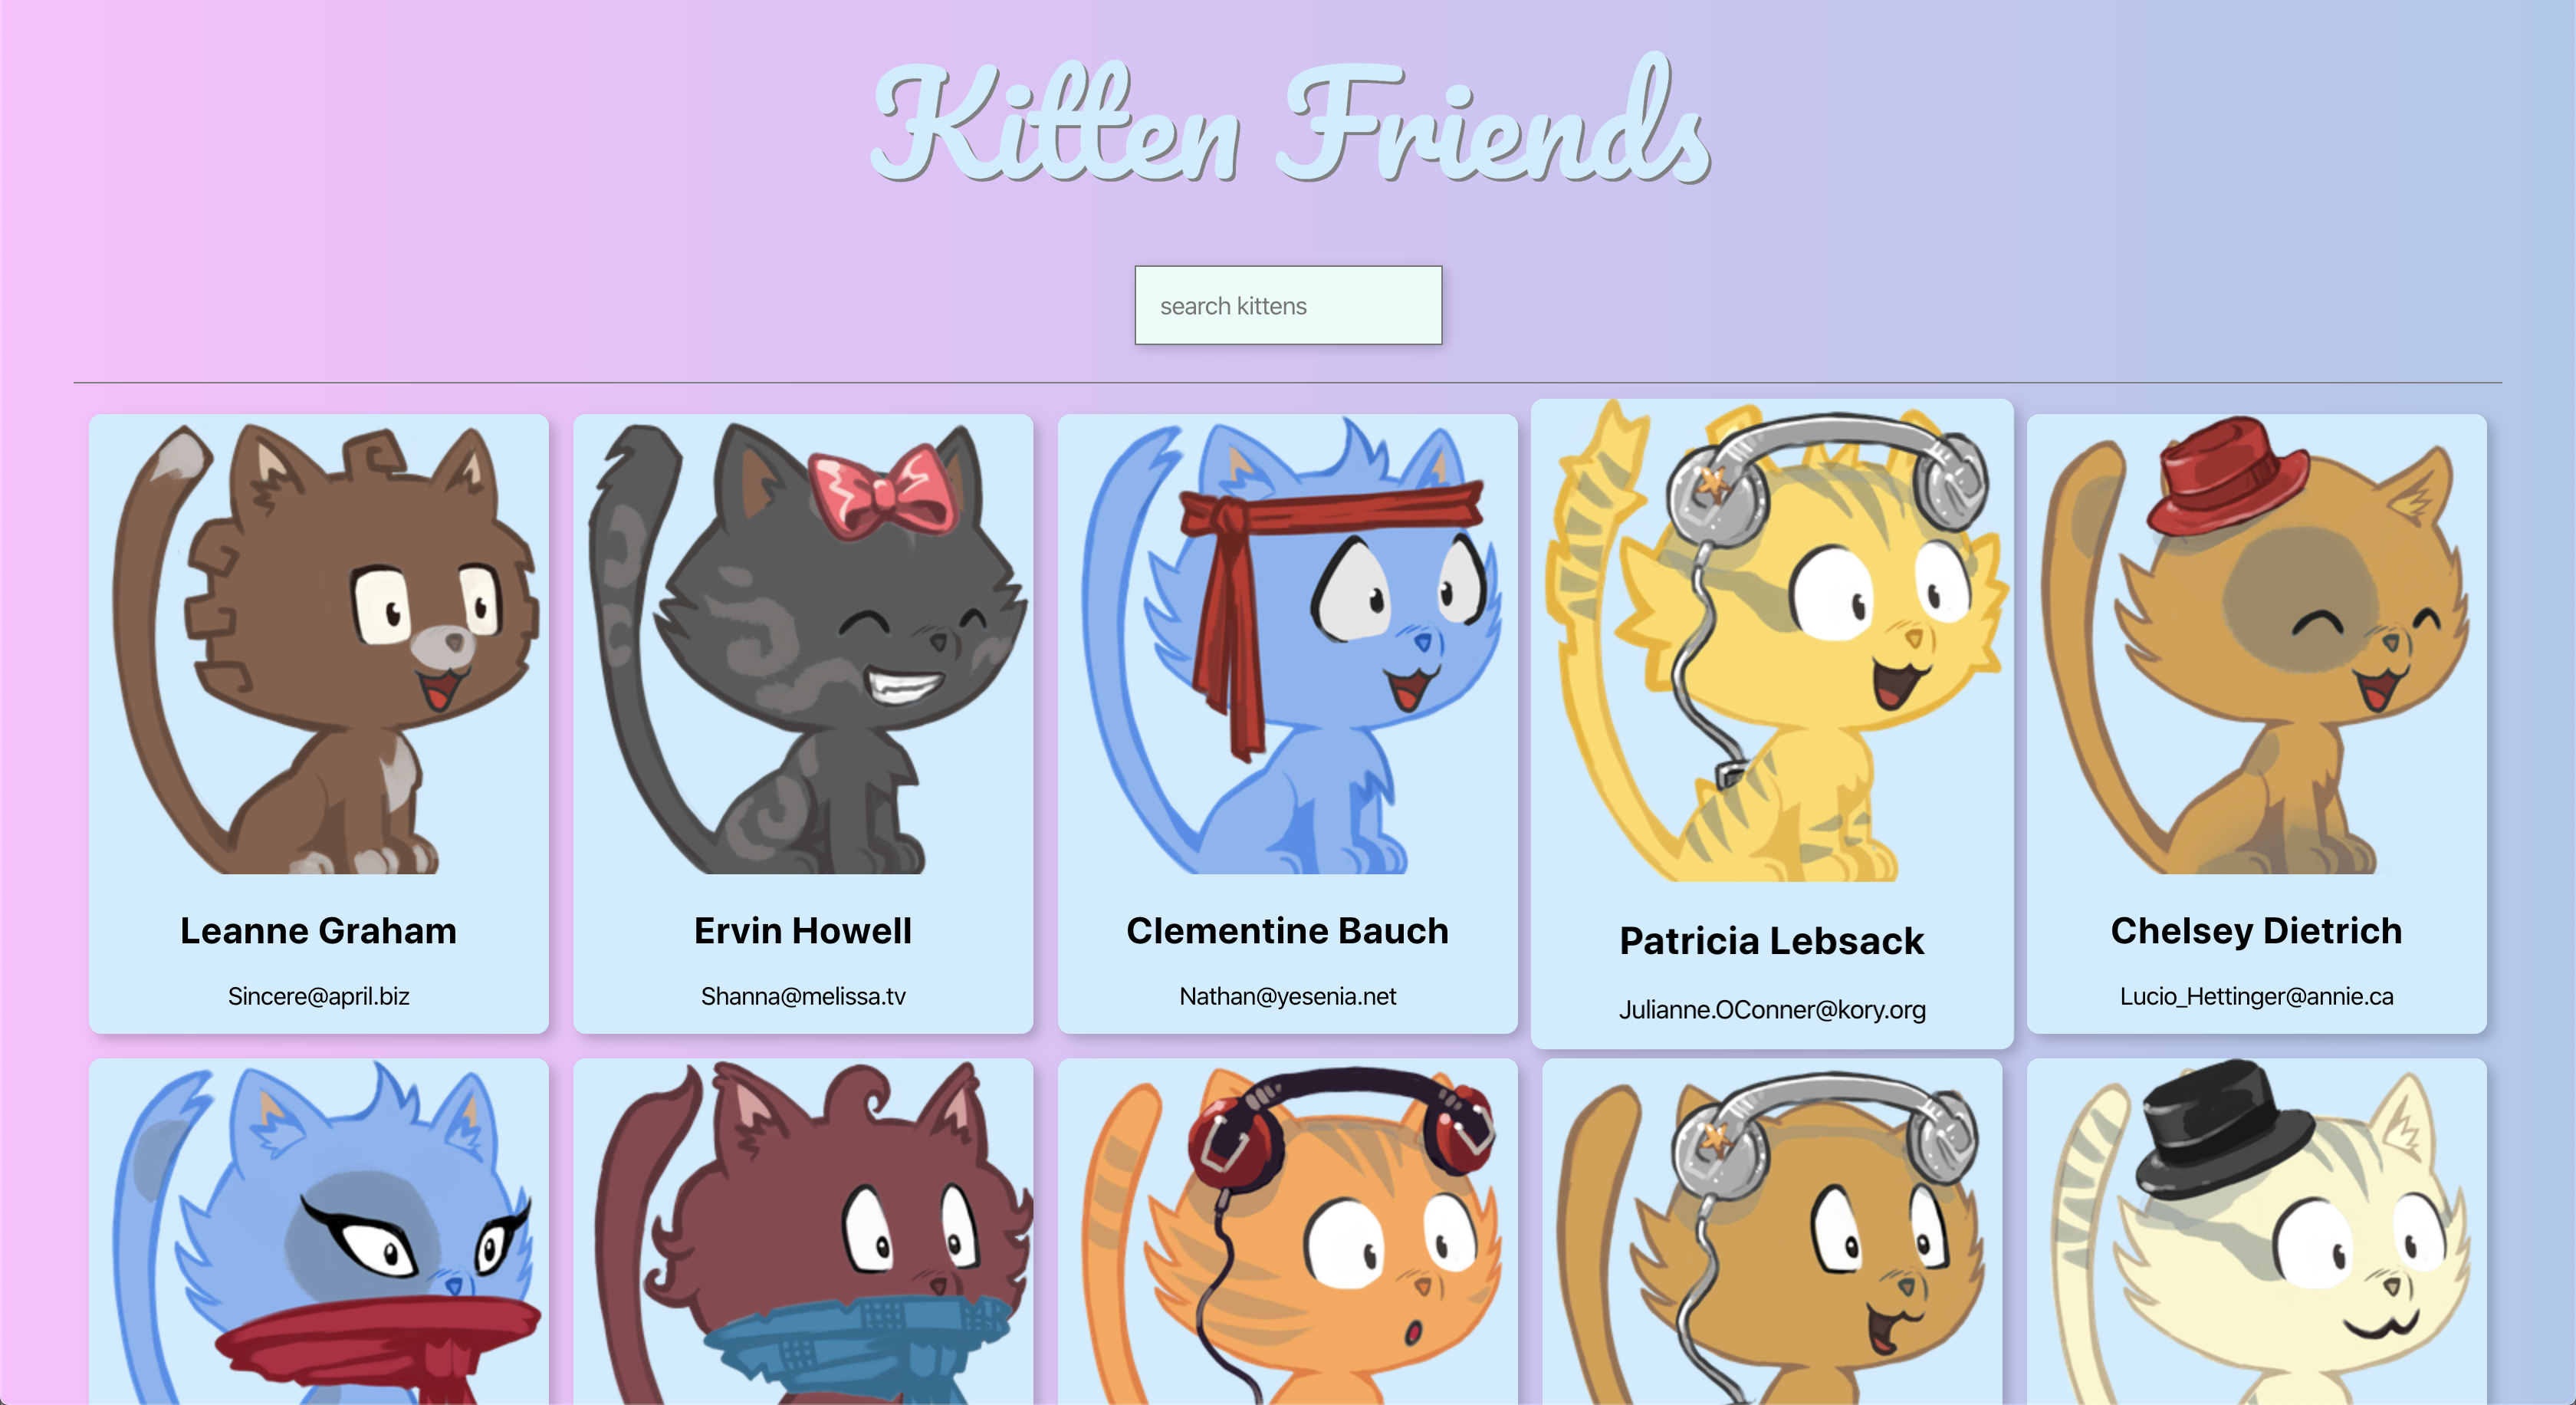 Kitten Friends
search kittens
Leanne Graham
Sincere@april.biz
Ervin Howell
Shanna@melissa.tv
Clementine Bauch
Nathan@yesenia.net
Patricia Lebsack
Julianne.OConner@kory.org
Chelsey Dietrich
Lucio_Hettinger@annie.ca